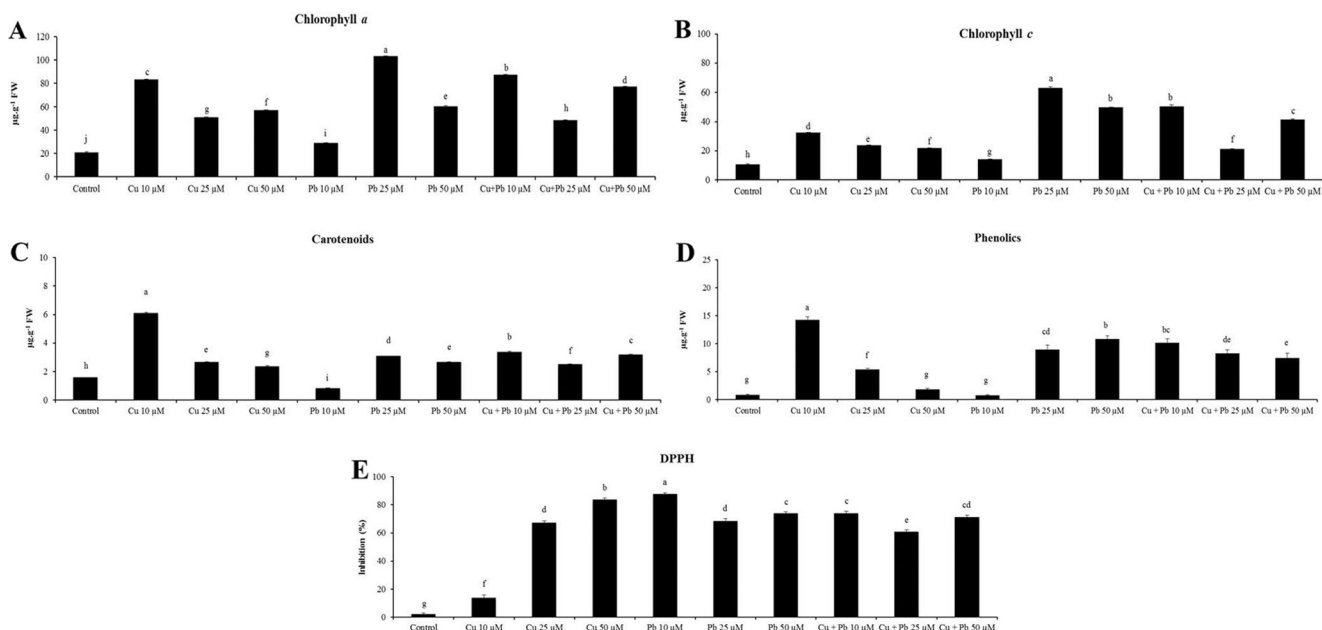 A
Chlorophyll a
120
100
80
60
40
20
0
µg.g⁻¹ FW
j c g f i a e b h d
Control Cu 10 µM Cu 25 µM Cu 50 µM Pb 10 µM Pb 25 µM Pb 50 µM Cu+Pb 10 µM Cu+Pb 25 µM Cu+Pb 50 µM
B
Chlorophyll c
100
80
60
40
20
0
µg.g⁻¹ FW
h d e f g a b b f c
Control Cu 10 µM Cu 25 µM Cu 50 µM Pb 10 µM Pb 25 µM Pb 50 µM Cu + Pb 10 µM Cu + Pb 25 µM Cu + Pb 50 µM
C
Carotenoids
10
8
6
4
2
0
µg.g⁻¹ FW
h a e g i d e b f c
Control Cu 10 µM Cu 25 µM Cu 50 µM Pb 10 µM Pb 25 µM Pb 50 µM Cu + Pb 10 µM Cu + Pb 25 µM Cu + Pb 50 µM
D
Phenolics
25
20
15
10
5
0
µg.g⁻¹ FW
g a f g g cd b bc de e
Control Cu 10 µM Cu 25 µM Cu 50 µM Pb 10 µM Pb 25 µM Pb 50 µM Cu + Pb 10 µM Cu + Pb 25 µM Cu + Pb 50 µM
E
DPPH
100
80
60
40
20
0
Inhibition (%)
g f d b a d c c e cd
Control Cu 10 µM Cu 25 µM Cu 50 µM Pb 10 µM Pb 25 µM Pb 50 µM Cu + Pb 10 µM Cu + Pb 25 µM Cu + Pb 50 µM